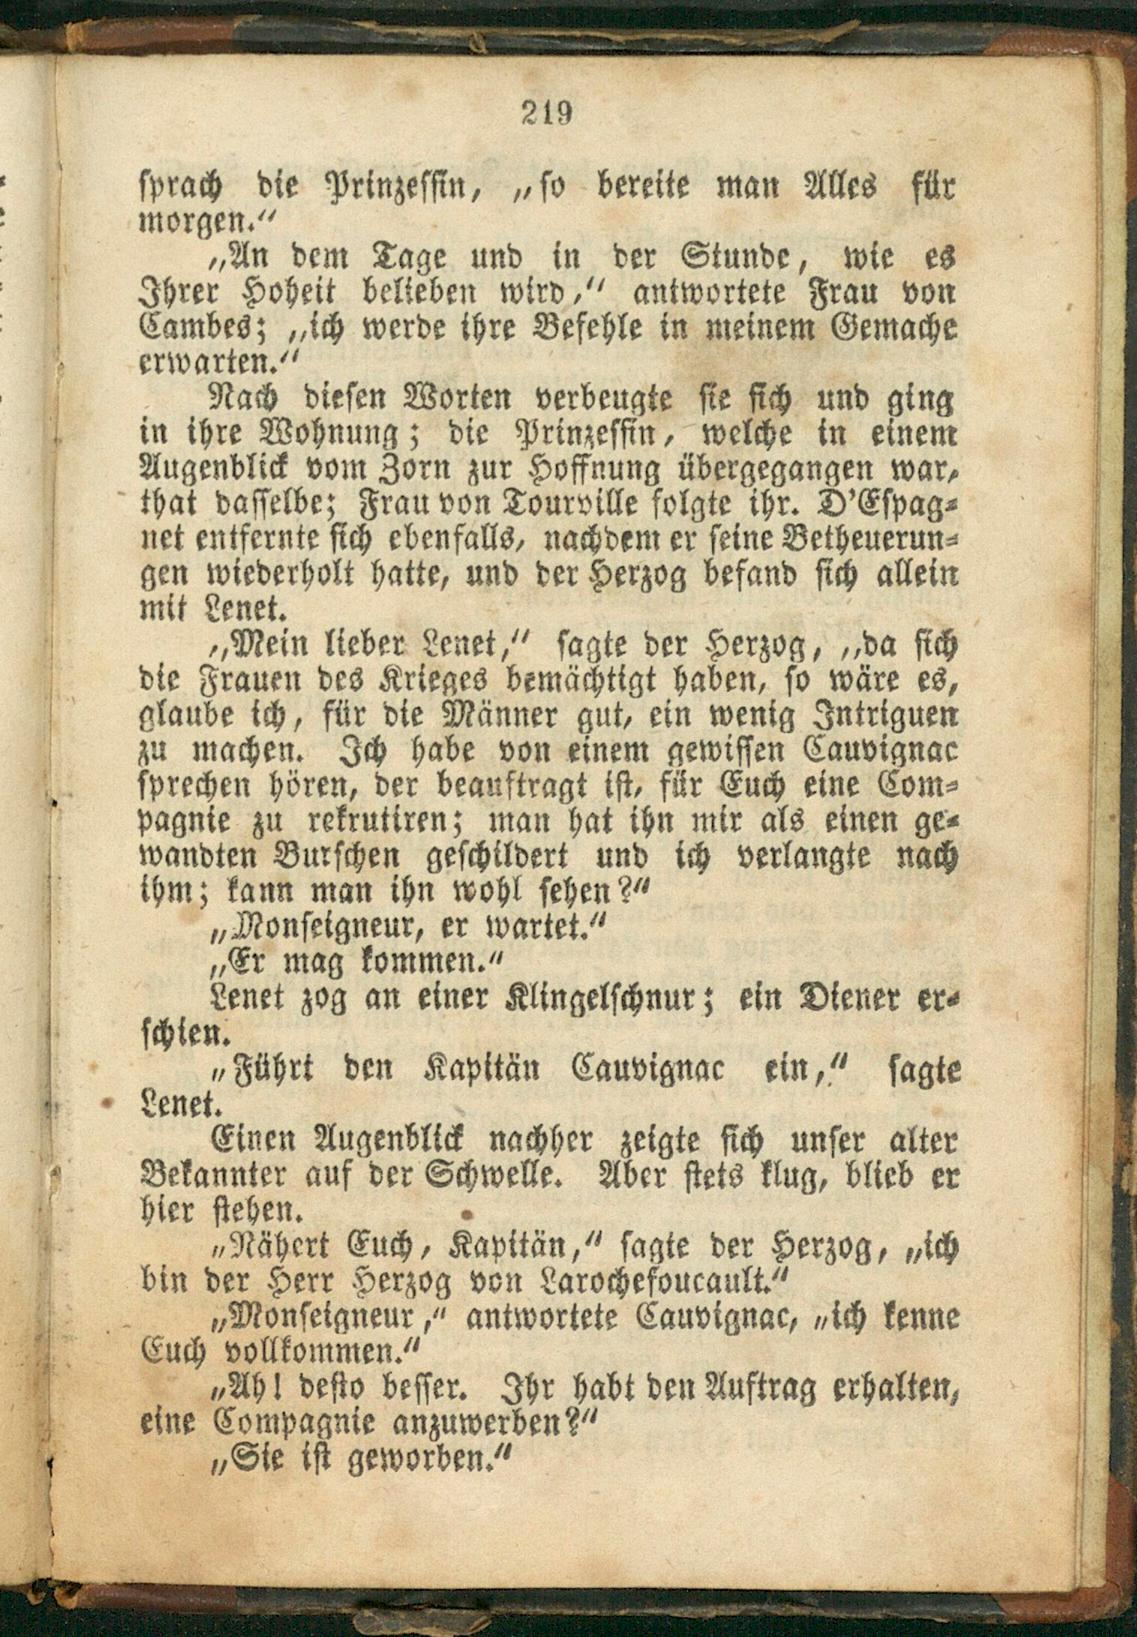 219
sprach die Prinzessin, „so bereite man Alles für
morgen.“
„An dem Tage und in der Stunde, wie es
Ihrer Hoheit belieben wird,“ antwortete Frau von
Cambes; „ich werde ihre Befehle in meinem Gemache
erwarten.“
Nach diesen Worten verbeugte sie sich und ging
in ihre Wohnung; die Prinzessin, welche in einem
Augenblick vom Zorn zur Hoffnung übergegangen war,
that dasselbe; Frau von Tourville folgte ihr. D'Espag-
net entfernte sich ebenfalls, nachdem er seine Betheuerun-
gen wiederholt hatte, und der Herzog befand sich allein
mit Lenet.
„Mein lieber Lenet,“ sagte der Herzog, „da sich
die Frauen des Krieges bemächtigt haben, so wäre es,
glaube ich, für die Männer gut, ein wenig Intriguen
zu machen. Ich habe von einem gewissen Cauvignac
sprechen hören, der beauftragt ist, für Euch eine Com-
pagnie zu rekrutiren; man hat ihn mir als einen ge-
wandten Burschen geschildert und ich verlangte nach
ihm; kann man ihn wohl sehen?“
„Monseigneur, er wartet.“
„Er mag kommen.“
Lenet zog an einer Klingelschnur; ein Diener er-
schien.
„Führt den Kapitän Cauvignac ein,“ sagte
Lenet.
Einen Augenblick nachher zeigte sich unser alter
Bekannter auf der Schwelle. Aber stets klug, blieb er
hier stehen.
„Nähert Euch, Kapitän,“ sagte der Herzog, „ich
bin der Herr Herzog von Larochefoucault.“
„Monseigneur,“ antwortete Cauvignac, „ich kenne
Euch vollkommen.“
„Ah! desto besser. Ihr habt den Auftrag erhalten,
eine Compagnie anzuwerben?“
„Sie ist geworben.“